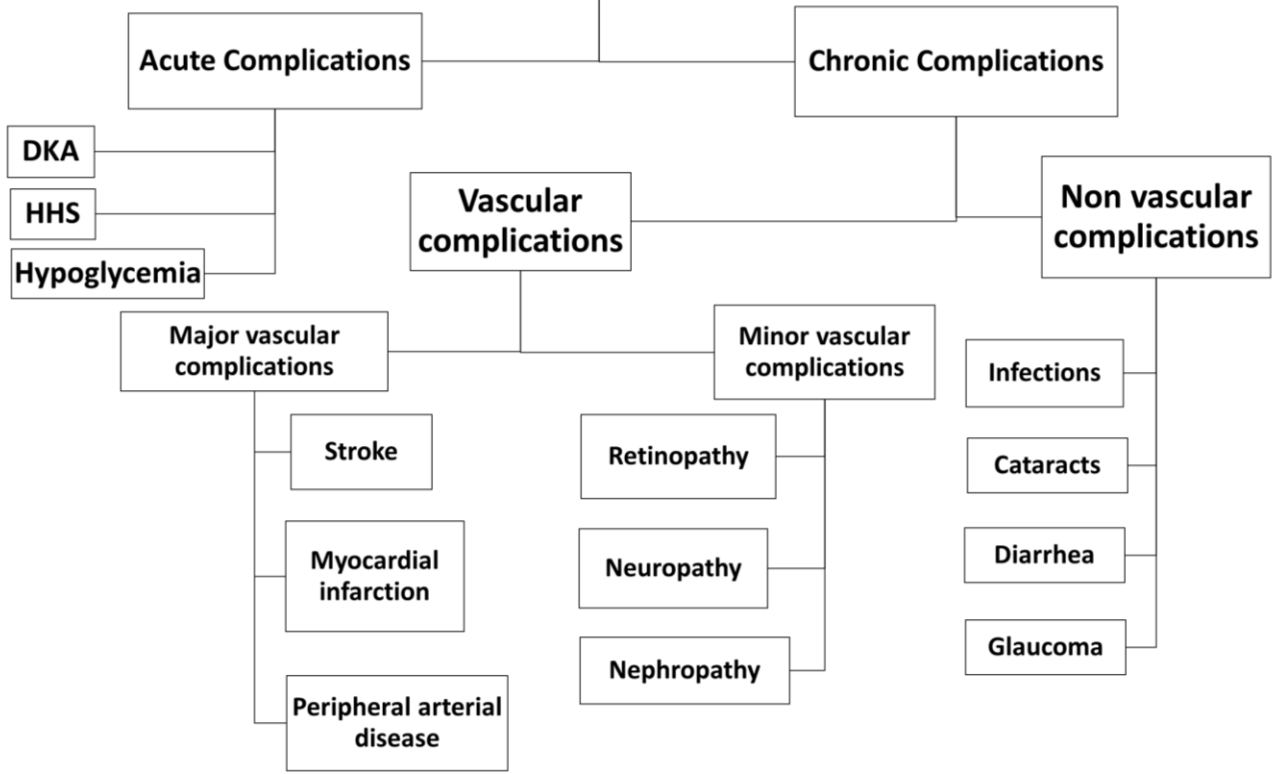 Acute Complications
Chronic Complications
DKA
HHS
Hypoglycemia
Vascular
complications
Non vascular
complications
Major vascular
complications
Minor vascular
complications
Stroke
Myocardial
infarction
Peripheral arterial
disease
Retinopathy
Neuropathy
Nephropathy
Infections
Cataracts
Diarrhea
Glaucoma